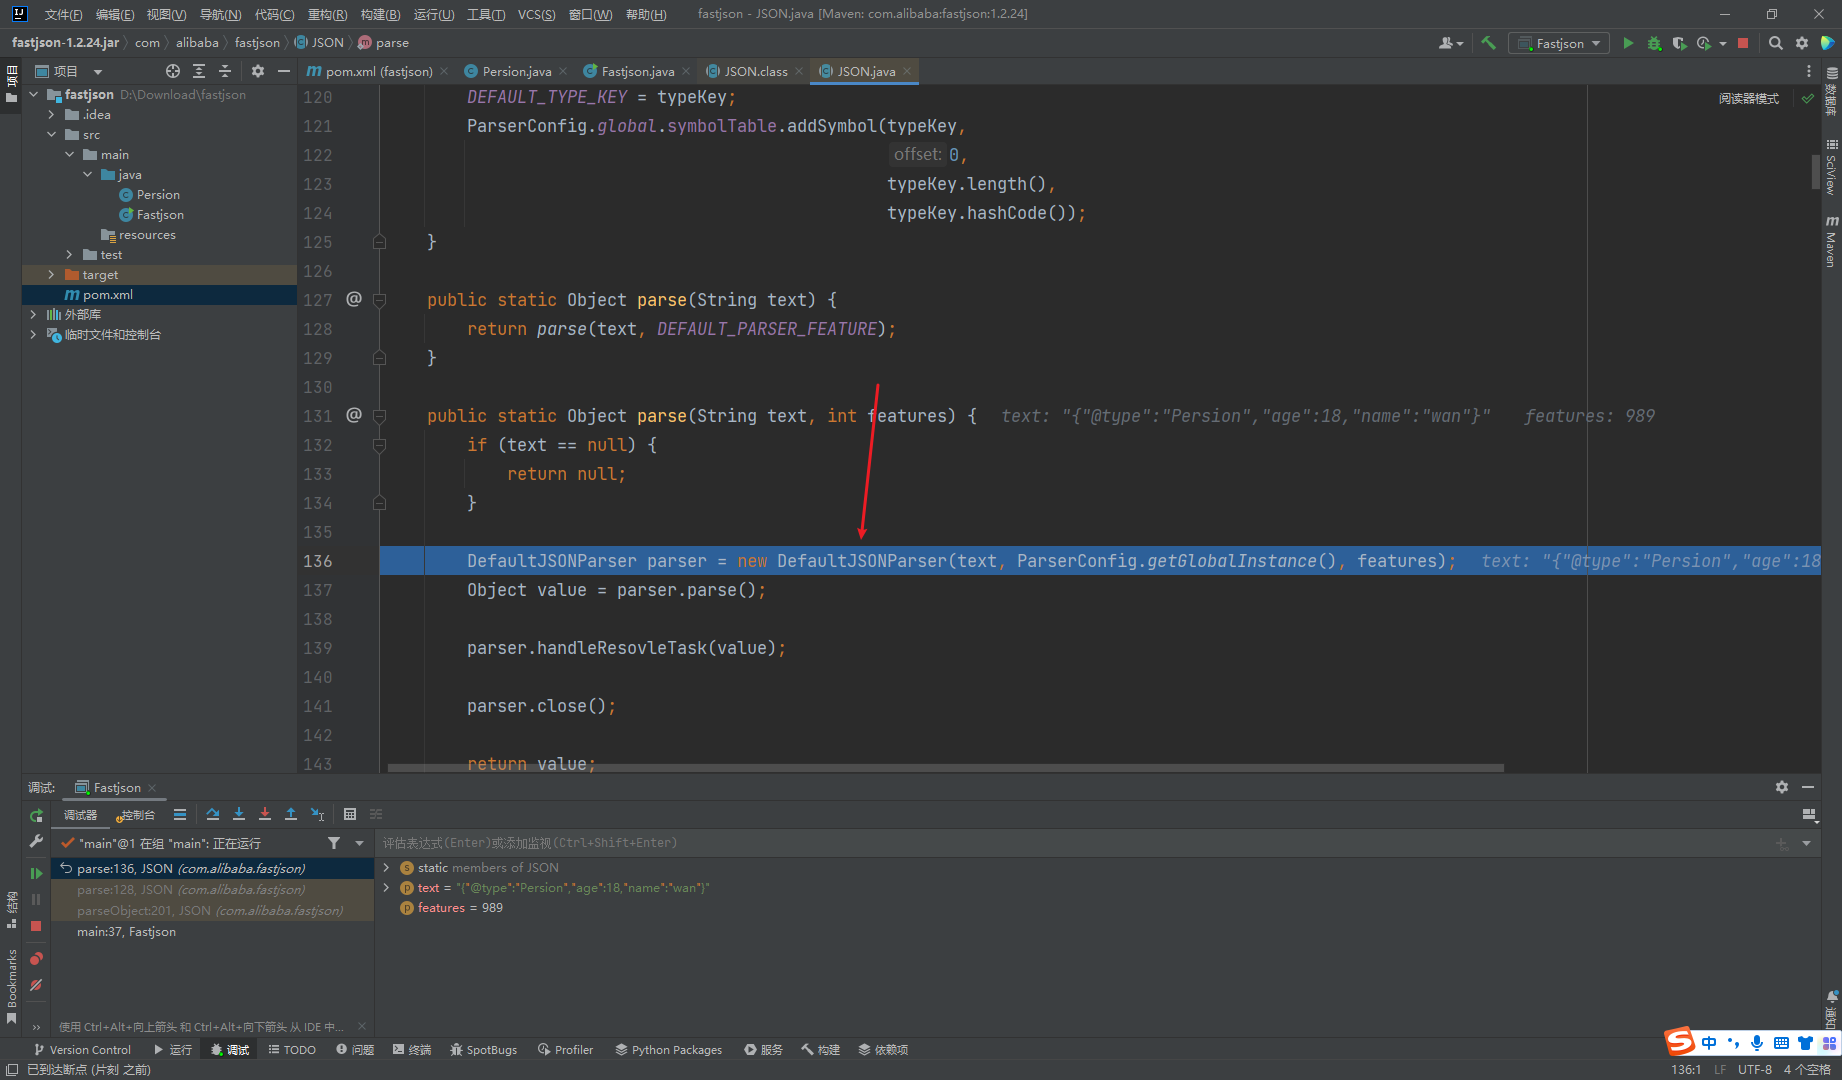 文件(F) 编辑(E) 视图(V) 导航(N) 代码(C) 重构(R) 构建(B) 运行(U) 工具(T) VCS(S) 窗口(W) 帮助(H) fastjson - JSON.java [Maven: com.alibaba:fastjson:1.2.24]
fastjson-1.2.24.jar com alibaba fastjson JSON parse
Fastjson
项目
pom.xml (fastjson) Persion.java Fastjson.java JSON.class JSON.java
项目
fastjson D:\Download\fastjson
.idea
src
main
java
Persion
Fastjson
resources
test
target
pom.xml
外部库
临时文件和控制台
阅读器模式
120 DEFAULT_TYPE_KEY = typeKey;
121 ParserConfig.global.symbolTable.addSymbol(typeKey,
122 offset: 0,
123 typeKey.length(),
124 typeKey.hashCode());
125 }
126
127 @ public static Object parse(String text) {
128 return parse(text, DEFAULT_PARSER_FEATURE);
129 }
130
131 @ public static Object parse(String text, int features) { text: "{"@type":"Persion","age":18,"name":"wan"}" features: 989
132 if (text == null) {
133 return null;
134 }
135
136 DefaultJSONParser parser = new DefaultJSONParser(text, ParserConfig.getGlobalInstance(), features); text: "{"@type":"Persion","age":18
137 Object value = parser.parse();
138
139 parser.handleResovleTask(value);
140
141 parser.close();
142
143 return value;
数据库
SciView
Maven
调试: Fastjson
调试器 控制台
"main"@1 在组 "main": 正在运行
parse:136, JSON (com.alibaba.fastjson)
parse:128, JSON (com.alibaba.fastjson)
parseObject:201, JSON (com.alibaba.fastjson)
main:37, Fastjson
使用 Ctrl+Alt+向上箭头 和 Ctrl+Alt+向下箭头 从 IDE 中...
评估表达式(Enter)或添加监视(Ctrl+Shift+Enter)
static members of JSON
text = "{"@type":"Persion","age":18,"name":"wan"}"
features = 989
结构
Bookmarks
通知
Version Control 运行 调试 TODO 问题 终端 SpotBugs Profiler Python Packages 服务 构建 依赖项
中
已到达断点 (片刻 之前)
136:1 LF UTF-8 4 个空格